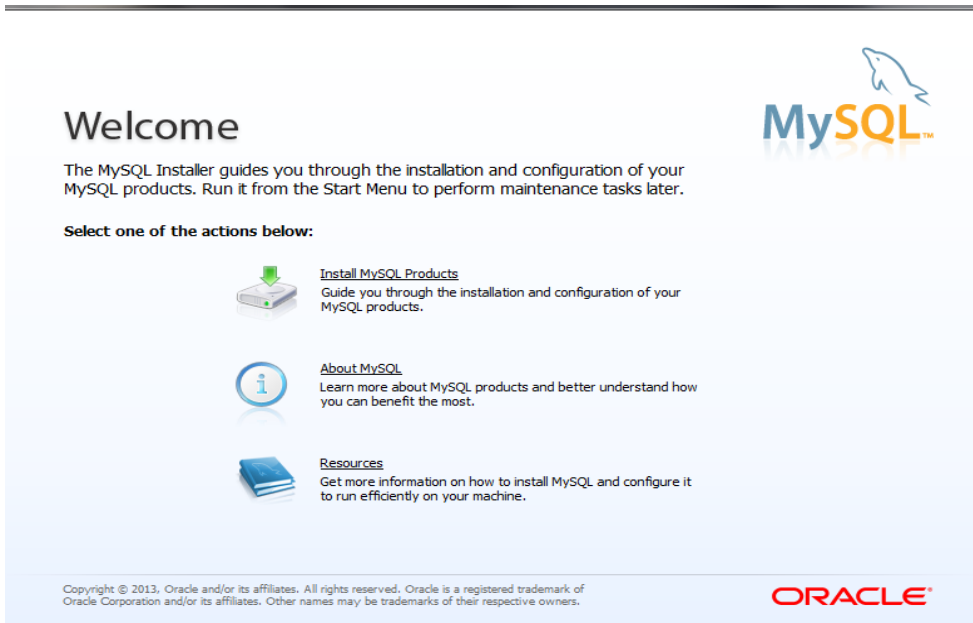 Welcome
MySQL™
The MySQL Installer guides you through the installation and configuration of your
MySQL products. Run it from the Start Menu to perform maintenance tasks later.
Select one of the actions below:
Install MySQL Products
Guide you through the installation and configuration of your
MySQL products.
About MySQL
Learn more about MySQL products and better understand how
you can benefit the most.
Resources
Get more information on how to install MySQL and configure it
to run efficiently on your machine.
Copyright © 2013, Oracle and/or its affiliates. All rights reserved. Oracle is a registered trademark of
Oracle Corporation and/or its affiliates. Other names may be trademarks of their respective owners.
ORACLE®